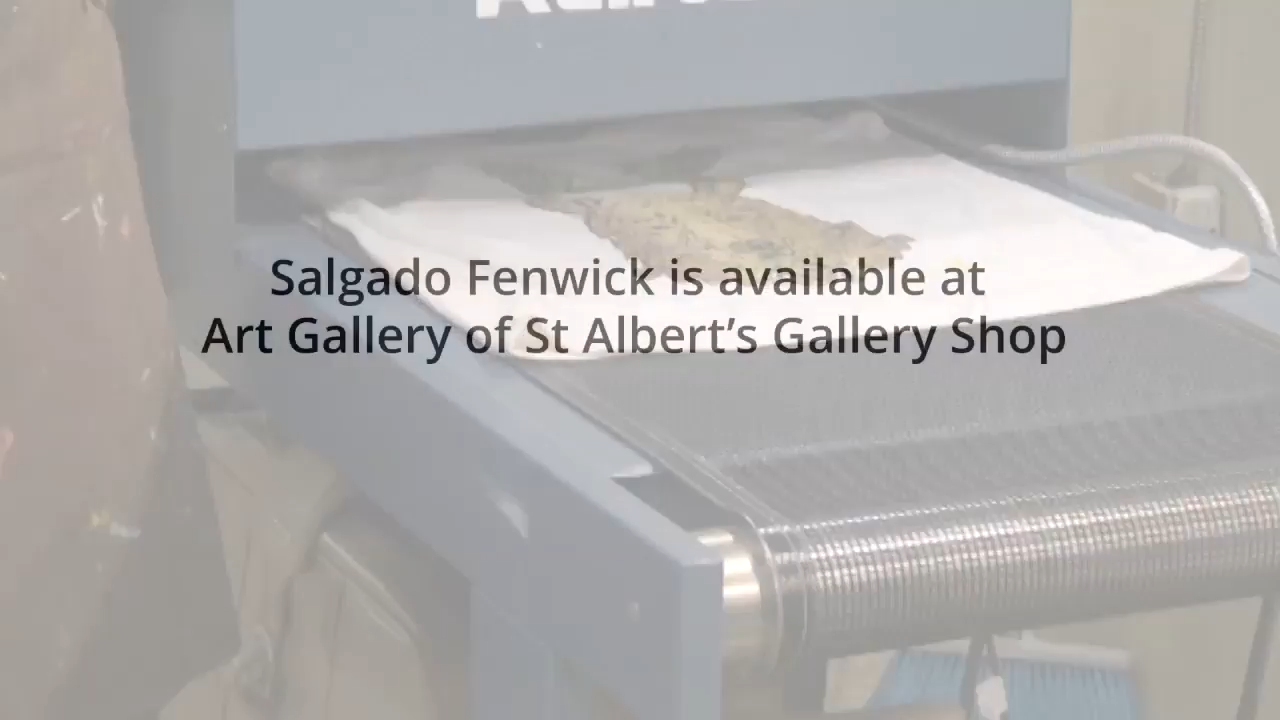 Salgado Fenwick is available at
Art Gallery of St Albert’s Gallery Shop